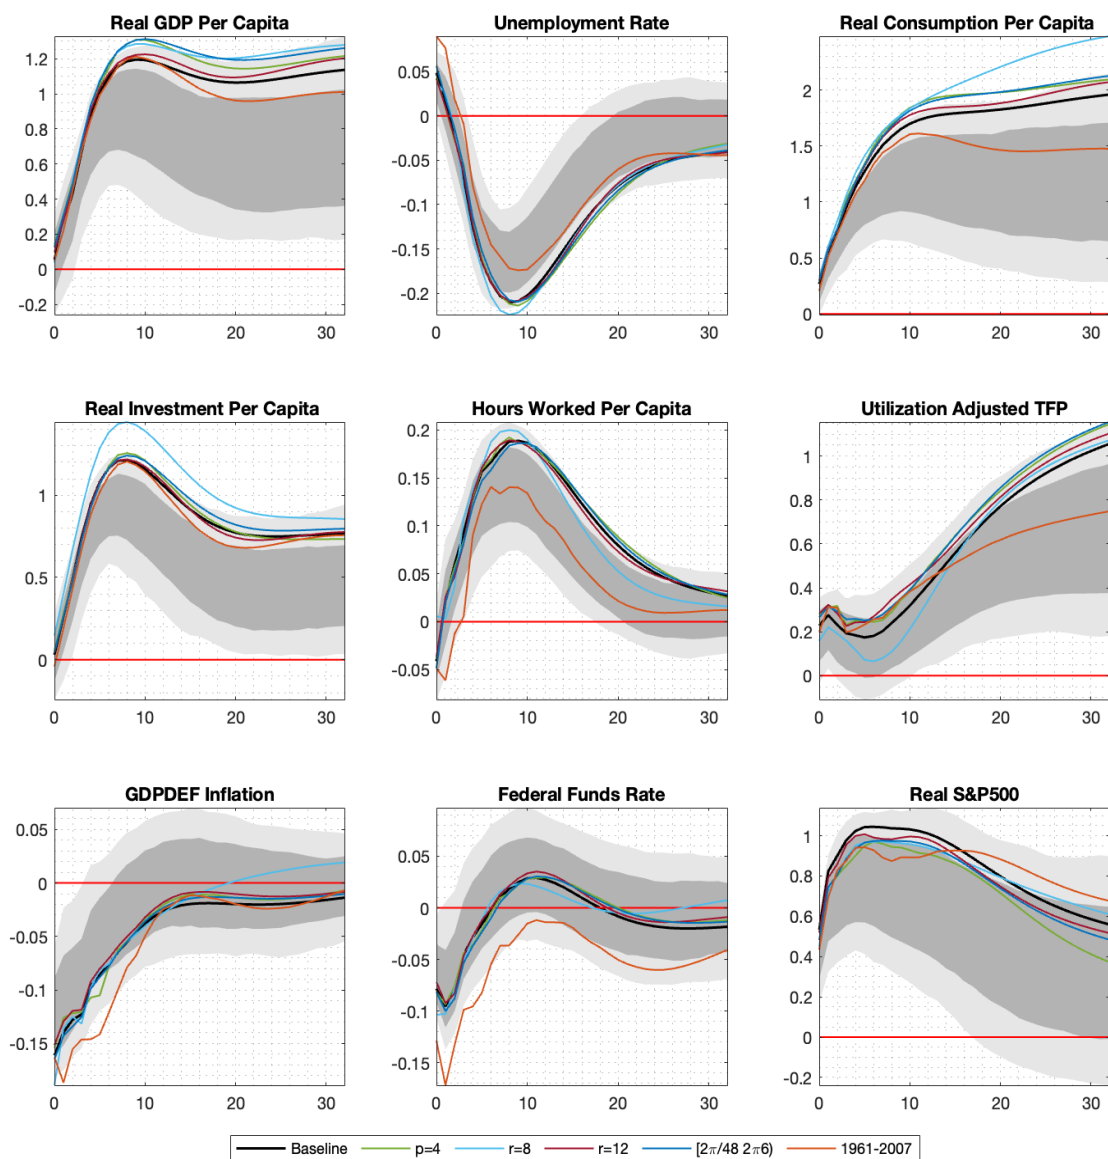 Real GDP Per Capita
1.2
1
0.8
0.6
0.4
0.2
0
-0.2
0 10 20 30
Unemployment Rate
0.05
0
-0.05
-0.1
-0.15
-0.2
0 10 20 30
Real Consumption Per Capita
2
1.5
1
0.5
0
0 10 20 30
Real Investment Per Capita
1
0.5
0
0 10 20 30
Hours Worked Per Capita
0.2
0.15
0.1
0.05
0
-0.05
0 10 20 30
Utilization Adjusted TFP
1
0.8
0.6
0.4
0.2
0
0 10 20 30
GDPDEF Inflation
0.05
0
-0.05
-0.1
-0.15
0 10 20 30
Federal Funds Rate
0.05
0
-0.05
-0.1
-0.15
0 10 20 30
Real S&P500
1
0.8
0.6
0.4
0.2
0
-0.2
0 10 20 30
Baseline p=4 r=8 r=12 [2π/48 2π6) 1961-2007